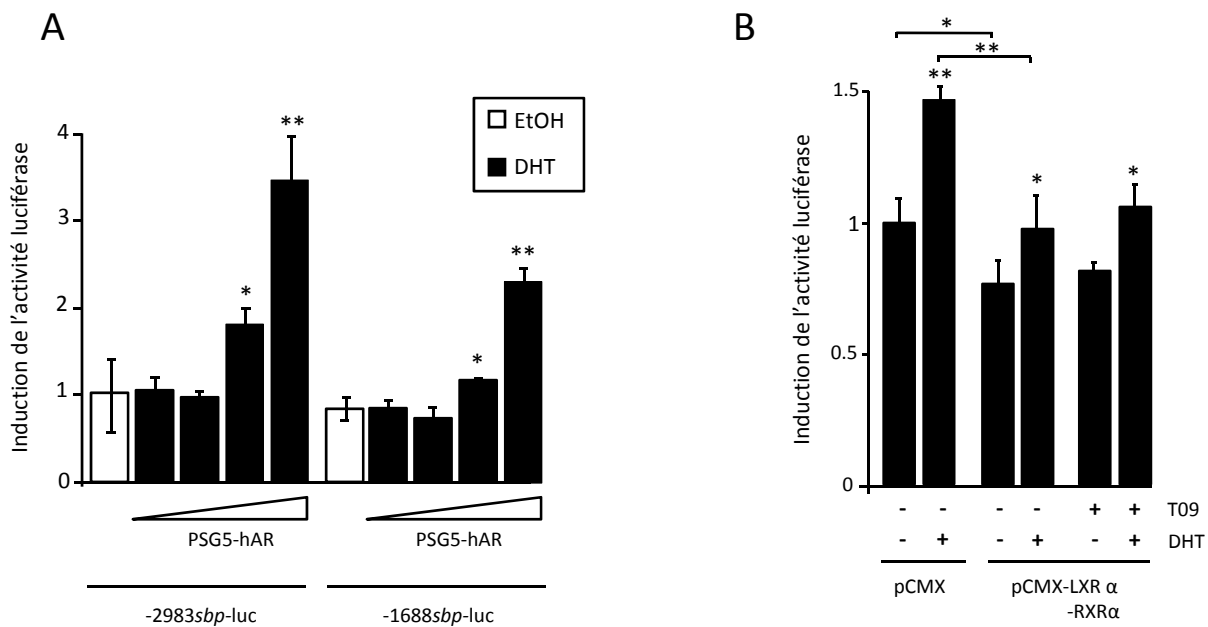 A
Induction de l'activité luciférase
4
3
2
1
0
EtOH
DHT
*
**
*
**
PSG5-hAR
PSG5-hAR
-2983sbp-luc
-1688sbp-luc
B
Induction de l'activité luciférase
1.5
1
0.5
0
*
**
**
*
*
- - - - + + T09
- + - + - + DHT
pCMX
pCMX-LXR α
-RXRα